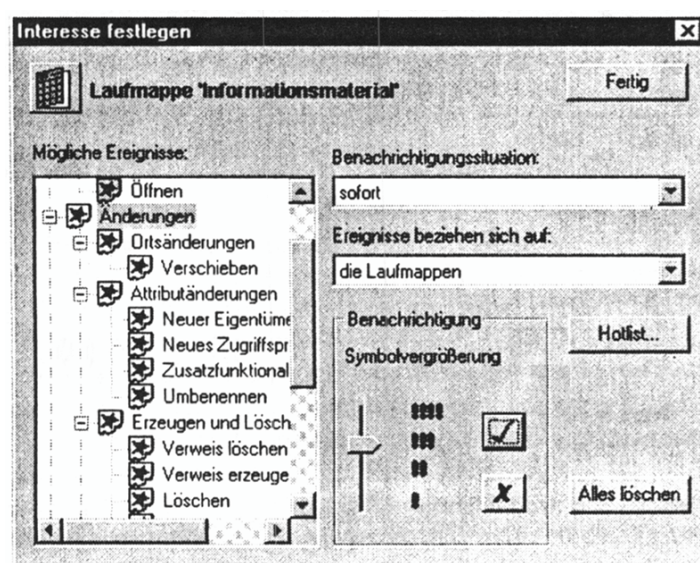 Interesse festlegen
Laufmappe "Informationsmaterial"
Fertig
Mögliche Ereignisse:
Öffnen
Änderungen
Ortsänderungen
Verschieben
Attributänderungen
Neuer Eigentüme
Neues Zugriffspr
Zusatzfunktional
Umbenennen
Erzeugen und Lösch
Verweis löschen
Verweis erzeuge
Löschen
Benachrichtigungssituation:
sofort
Ereignisse beziehen sich auf:
die Laufmappen
Benachrichtigung
Symbolvergrößerung
Hotlist...
Alles löschen